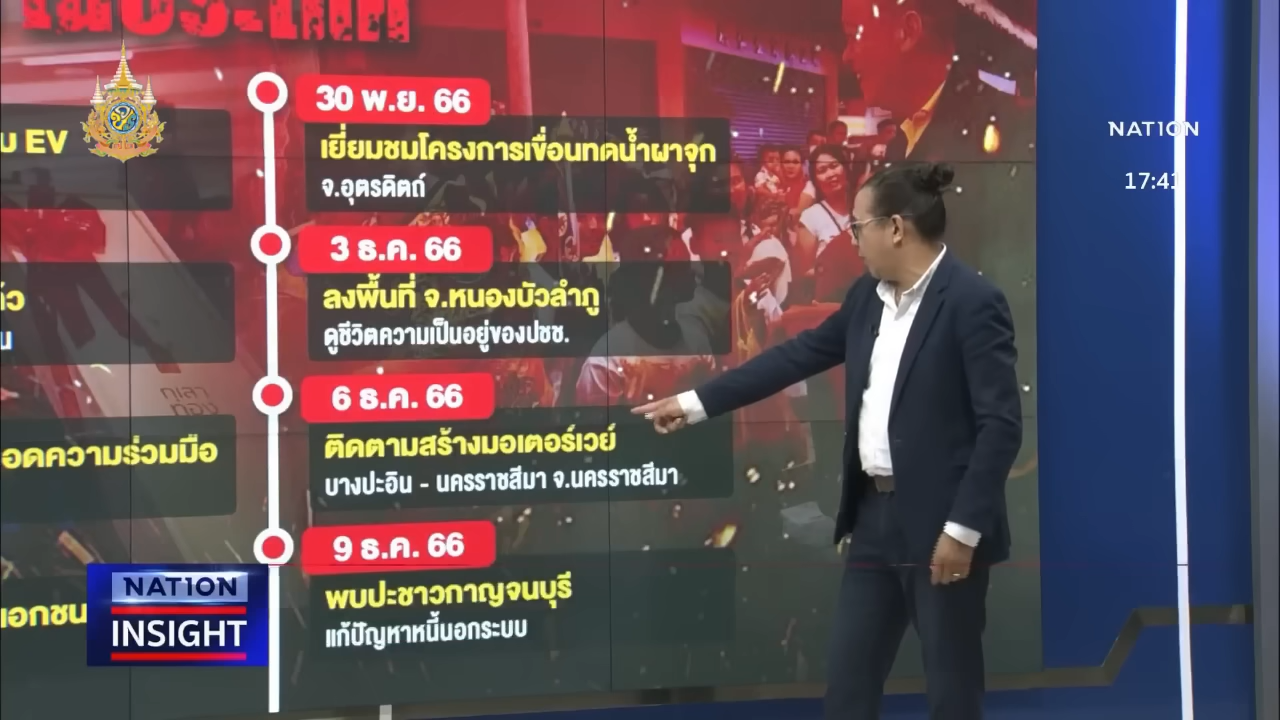 30 พ.ย. 66
เยี่ยมชมโครงการเขื่อนทดน้ำผาจุก
จ.อุตรดิตถ์
3 ธ.ค. 66
ลงพื้นที่ จ.หนองบัวลำภู
ดูชีวิตความเป็นอยู่ของปชช.
6 ธ.ค. 66
ติดตามสร้างมอเตอร์เวย์
บางปะอิน - นครราชสีมา จ.นครราชสีมา
9 ธ.ค. 66
พบปะชาวกาญจนบุรี
แก้ปัญหาหนี้นอกระบบ
EV
ความร่วมมือ
เอกชน
NATION
17:41
NATION
INSIGHT